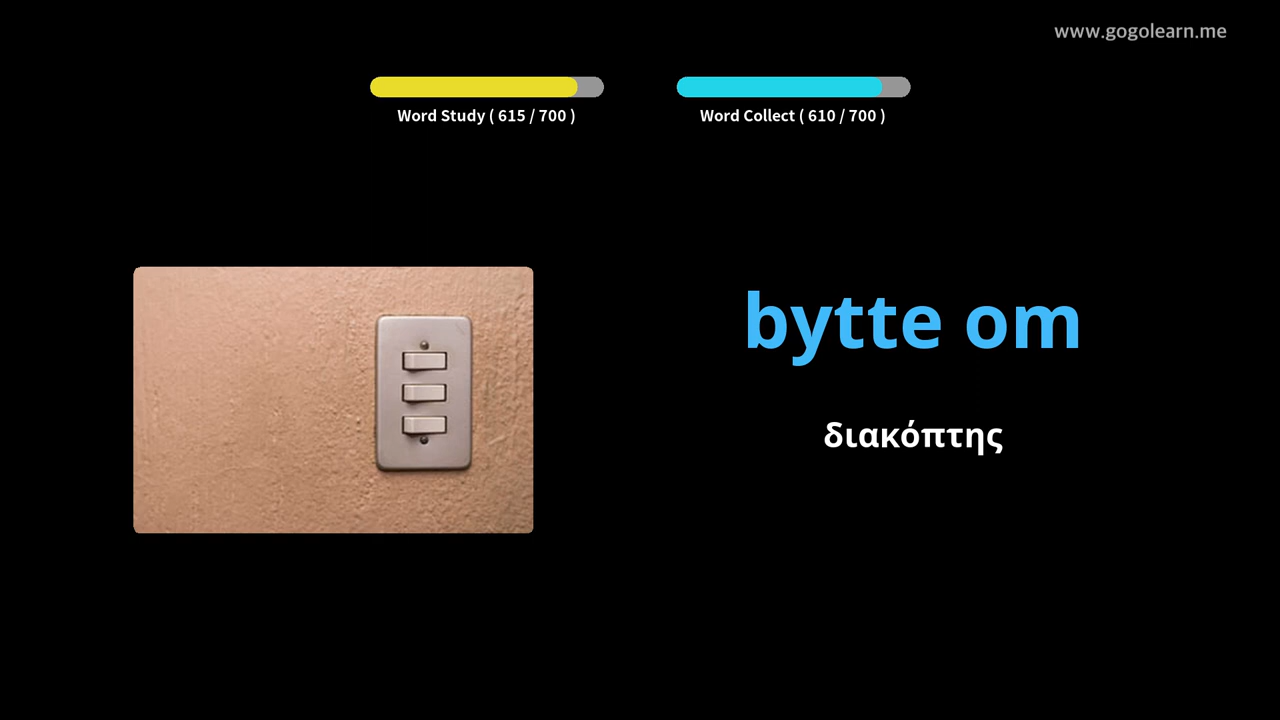 www.gogolearn.me
Word Study ( 615 / 700 )
Word Collect ( 610 / 700 )
bytte om
διακόπτης